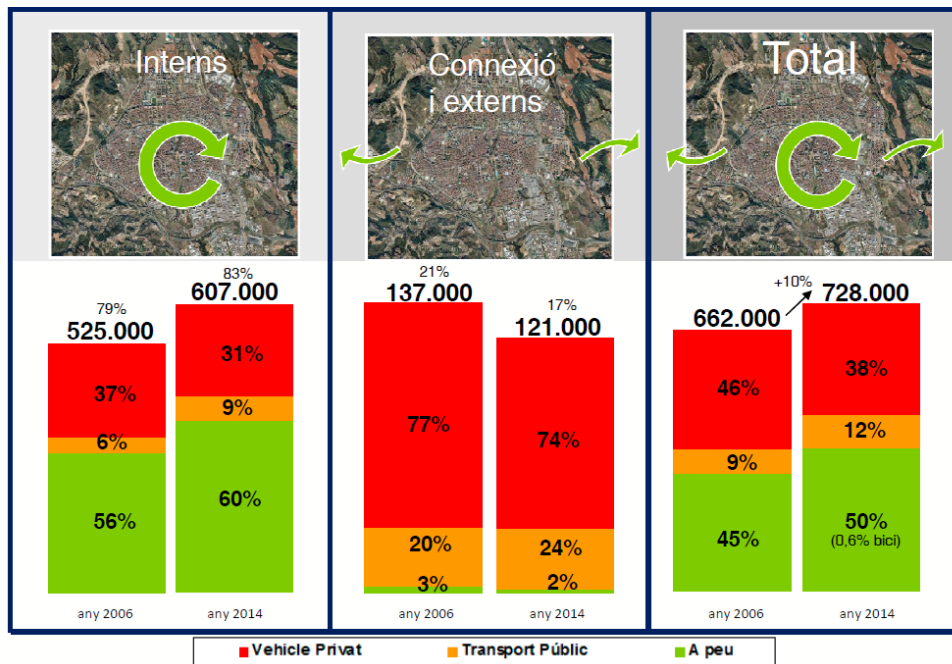 Interns
79%
525.000
83%
607.000
37%
6%
56%
31%
9%
60%
any 2006
any 2014
Connexió
i externs
21%
137.000
17%
121.000
77%
20%
3%
74%
24%
2%
any 2006
any 2014
Total
662.000
+10%
728.000
46%
9%
45%
38%
12%
50%
(0,6% bici)
any 2006
any 2014
Vehicle Privat
Transport Públic
A peu